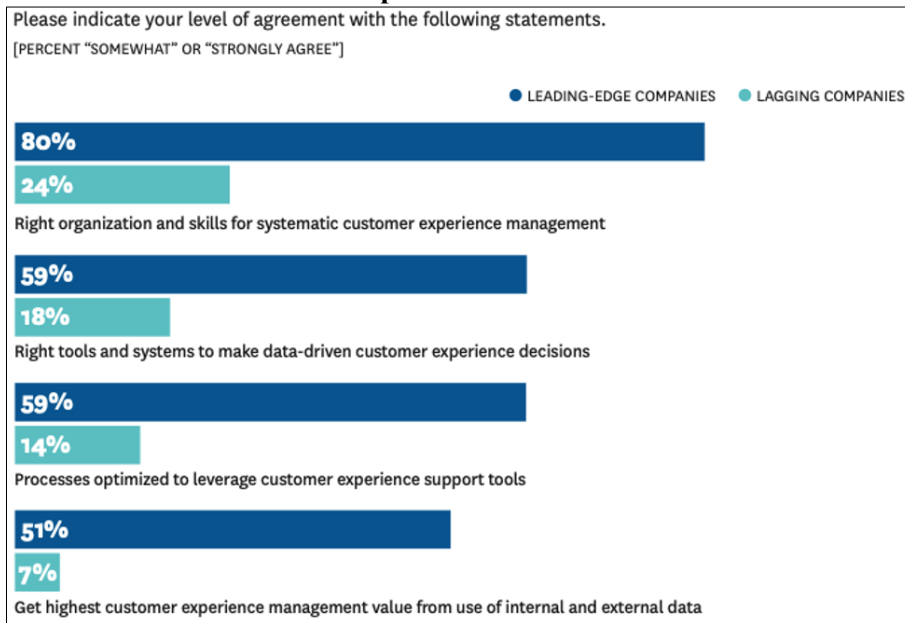 Please indicate your level of agreement with the following statements.
[PERCENT “SOMEWHAT” OR “STRONGLY AGREE”]
LEADING-EDGE COMPANIES LAGGING COMPANIES
80%
24%
Right organization and skills for systematic customer experience management
59%
18%
Right tools and systems to make data-driven customer experience decisions
59%
14%
Processes optimized to leverage customer experience support tools
51%
7%
Get highest customer experience management value from use of internal and external data